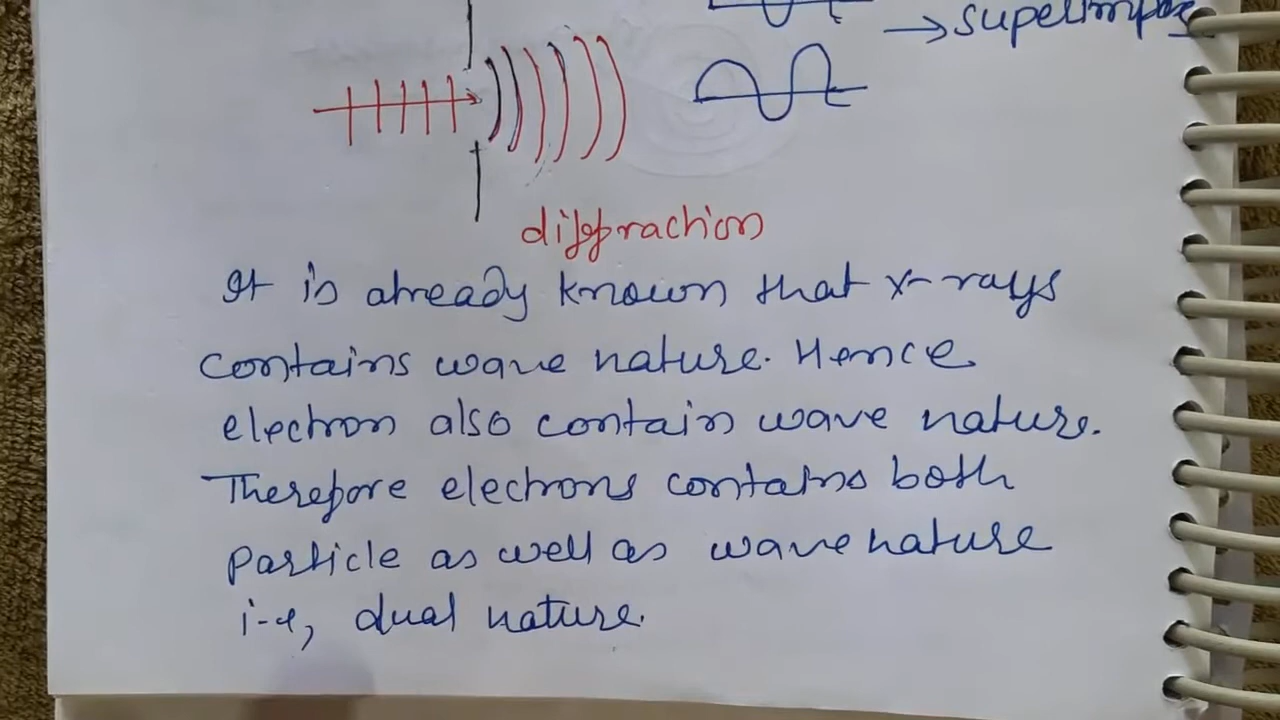 → superimpos
diffraction
It is already known that x-rays
contains wave nature. Hence
electron also contain wave nature.
Therefore electrons contains both
particle as well as wave nature
i-e, dual nature.